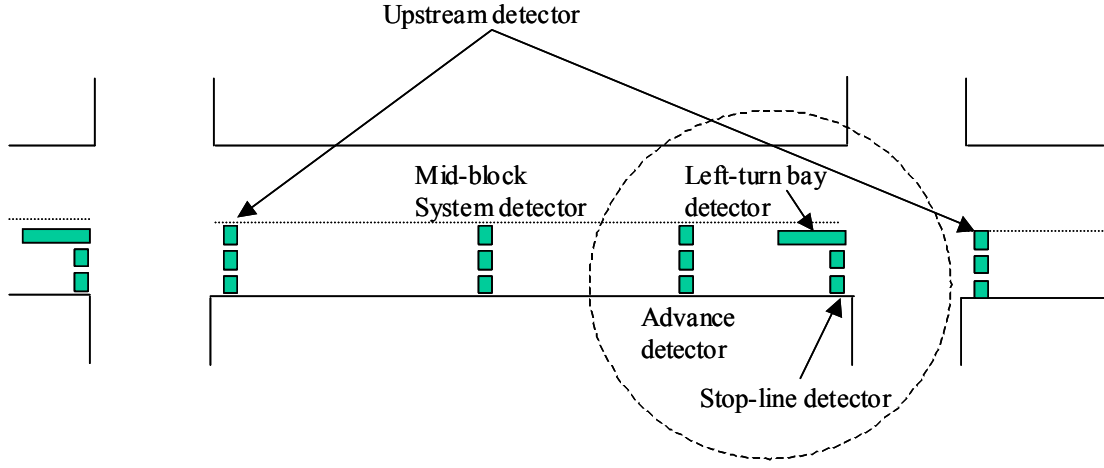 Upstream detector
Mid-block
System detector
Left-turn bay
detector
Advance
detector
Stop-line detector